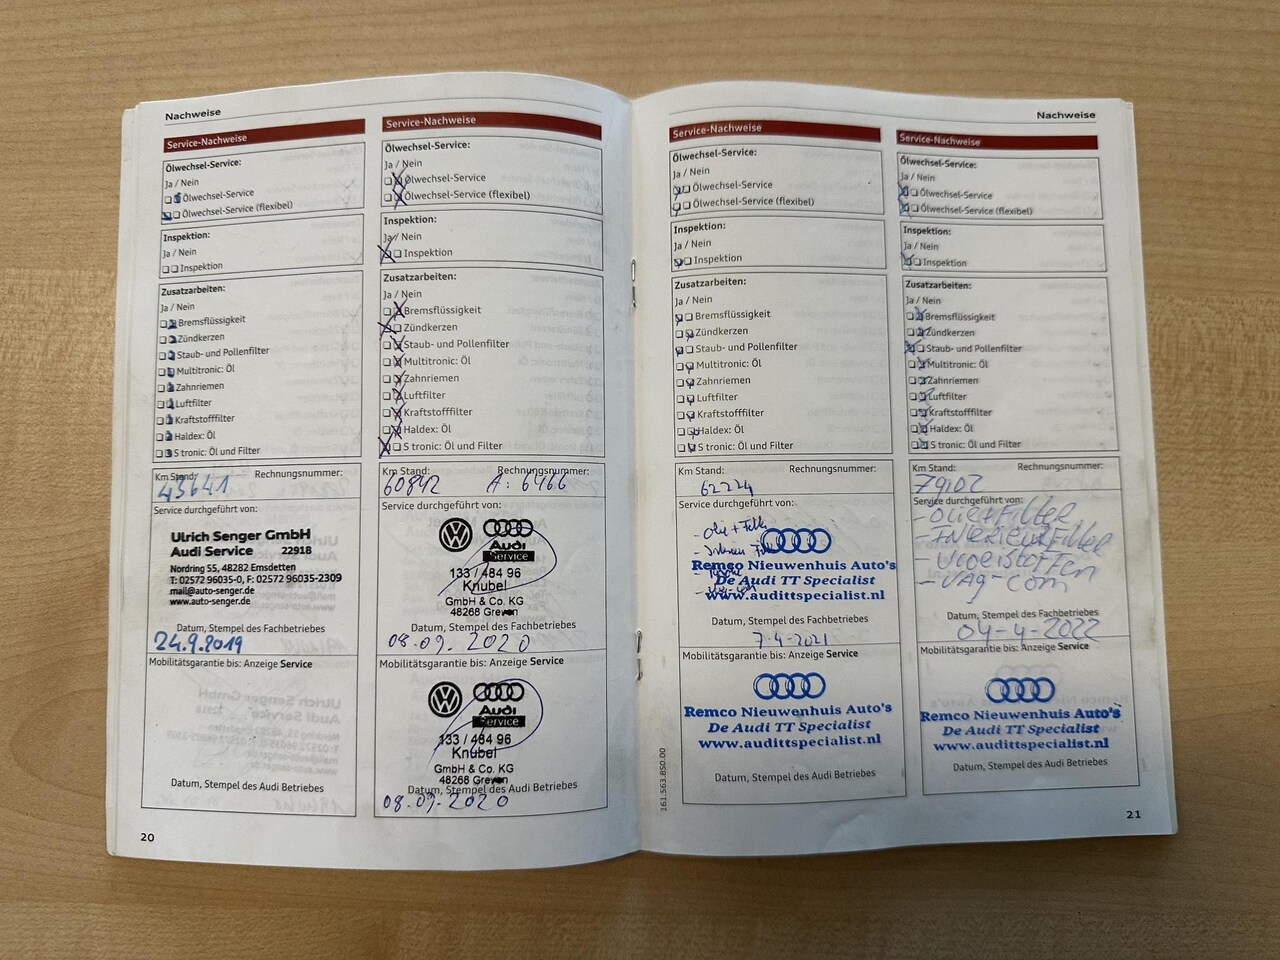 Nachweise
Service-Nachweise
Ölwechsel-Service:
Ja / Nein
Ölwechsel-Service
Ölwechsel-Service (flexibel)
Inspektion:
Ja / Nein
Inspektion
Zusatzarbeiten:
Ja / Nein
Bremsflüssigkeit
Zündkerzen
Staub- und Pollenfilter
Multitronic: Öl
Zahnriemen
Luftfilter
Kraftstofffilter
Haldex: Öl
S tronic: Öl und Filter
Km Stand: Rechnungsnummer:
43641
Service durchgeführt von:
Ulrich Senger GmbH
Audi Service 22918
Nordring 55, 48282 Emsdetten
T: 02572 96035-0, F: 02572 96035-2309
mail@auto-senger.de
www.auto-senger.de
Datum, Stempel des Fachbetriebes
24.9.2019
Mobilitätsgarantie bis: Anzeige Service
Datum, Stempel des Audi Betriebes
20
Service-Nachweise
Ölwechsel-Service:
Ja / Nein
Ölwechsel-Service
Ölwechsel-Service (flexibel)
Inspektion:
Ja / Nein
Inspektion
Zusatzarbeiten:
Ja / Nein
Bremsflüssigkeit
Zündkerzen
Staub- und Pollenfilter
Multitronic: Öl
Zahnriemen
Luftfilter
Kraftstofffilter
Haldex: Öl
S tronic: Öl und Filter
Km Stand: Rechnungsnummer:
60842 A: 6466
Service durchgeführt von:
Audi
Service
133 / 484 96
Knubel
GmbH & Co. KG
48268 Greven
Datum, Stempel des Fachbetriebes
08.09.2020
Mobilitätsgarantie bis: Anzeige Service
Audi
Service
133 / 484 96
Knubel
GmbH & Co. KG
48268 Greven
Datum, Stempel des Audi Betriebes
08.09.2020
Nachweise
Service-Nachweise
Ölwechsel-Service:
Ja / Nein
Ölwechsel-Service
Ölwechsel-Service (flexibel)
Inspektion:
Ja / Nein
Inspektion
Zusatzarbeiten:
Ja / Nein
Bremsflüssigkeit
Zündkerzen
Staub- und Pollenfilter
Multitronic: Öl
Zahnriemen
Luftfilter
Kraftstofffilter
Haldex: Öl
S tronic: Öl und Filter
Km Stand: Rechnungsnummer:
62224
Service durchgeführt von:
Remco Nieuwenhuis Auto's
De Audi TT Specialist
www.audittspecialist.nl
Datum, Stempel des Fachbetriebes
7-4-2021
Mobilitätsgarantie bis: Anzeige Service
Remco Nieuwenhuis Auto's
De Audi TT Specialist
www.audittspecialist.nl
Datum, Stempel des Audi Betriebes
161.563.850.00
Service-Nachweise
Ölwechsel-Service:
Ja / Nein
Ölwechsel-Service
Ölwechsel-Service (flexibel)
Inspektion:
Ja / Nein
Inspektion
Zusatzarbeiten:
Ja / Nein
Bremsflüssigkeit
Zündkerzen
Staub- und Pollenfilter
Multitronic: Öl
Zahnriemen
Luftfilter
Kraftstofffilter
Haldex: Öl
S tronic: Öl und Filter
Km Stand: Rechnungsnummer:
79102
Service durchgeführt von:
- Olie + Filter
- Interieurfilter
- Vloeistoffen
- VAG-COM
Datum, Stempel des Fachbetriebes
04-4-2022
Mobilitätsgarantie bis: Anzeige Service
Remco Nieuwenhuis Auto's
De Audi TT Specialist
www.audittspecialist.nl
Datum, Stempel des Audi Betriebes
21